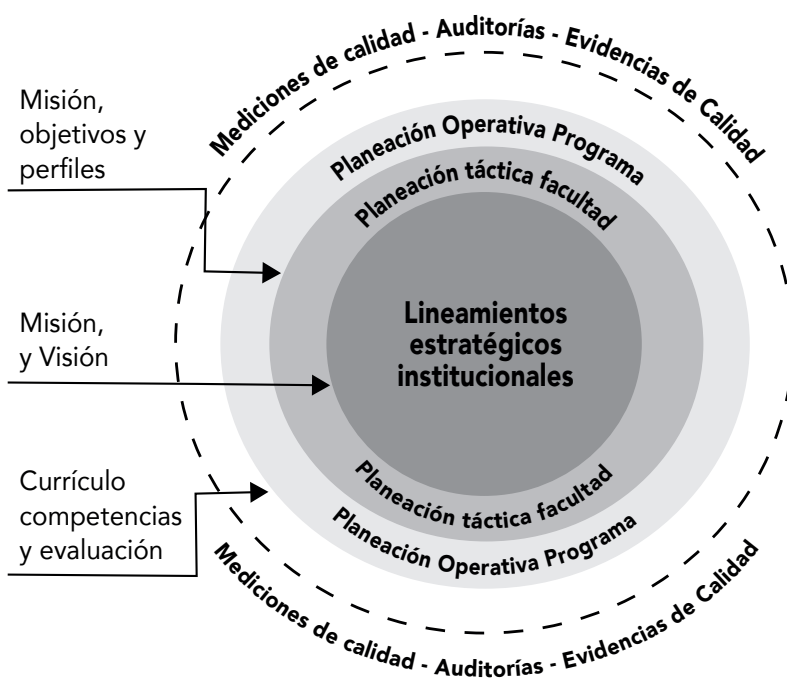 Mediciones de calidad - Auditorías - Evidencias de Calidad
Planeación Operativa Programa
Planeación táctica facultad
Misión,
objetivos y
perfiles
Lineamientos
estratégicos
institucionales
Misión,
y Visión
Currículo
competencias
y evaluación
Planeación táctica facultad
Planeación Operativa Programa
Mediciones de calidad - Auditorías - Evidencias de Calidad